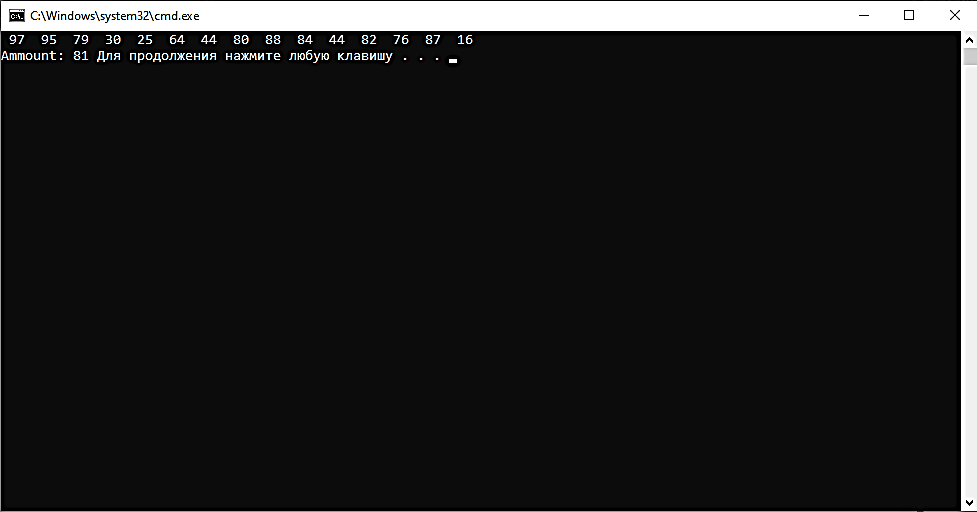 C:\Windows\system32\cmd.exe
97 95 79 30 25 64 44 80 88 84 44 82 76 87 16
Ammount: 81 Для продолжения нажмите любую клавишу . . .